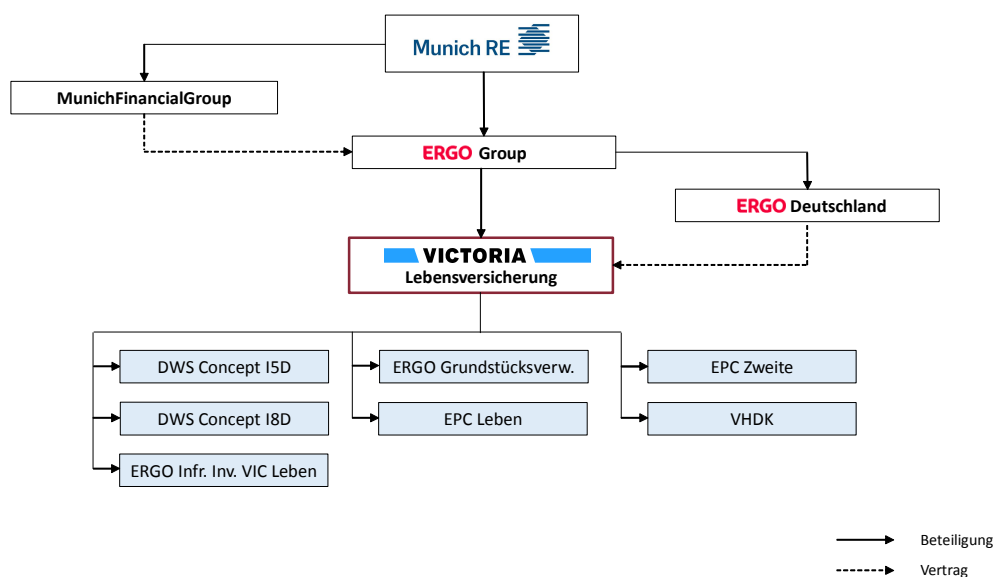 Munich RE
MunichFinancialGroup
ERGO Group
ERGO Deutschland
VICTORIA
Lebensversicherung
DWS Concept I5D
ERGO Grundstücksverw.
EPC Zweite
DWS Concept I8D
EPC Leben
VHDK
ERGO Infr. Inv. VIC Leben
Beteiligung
Vertrag